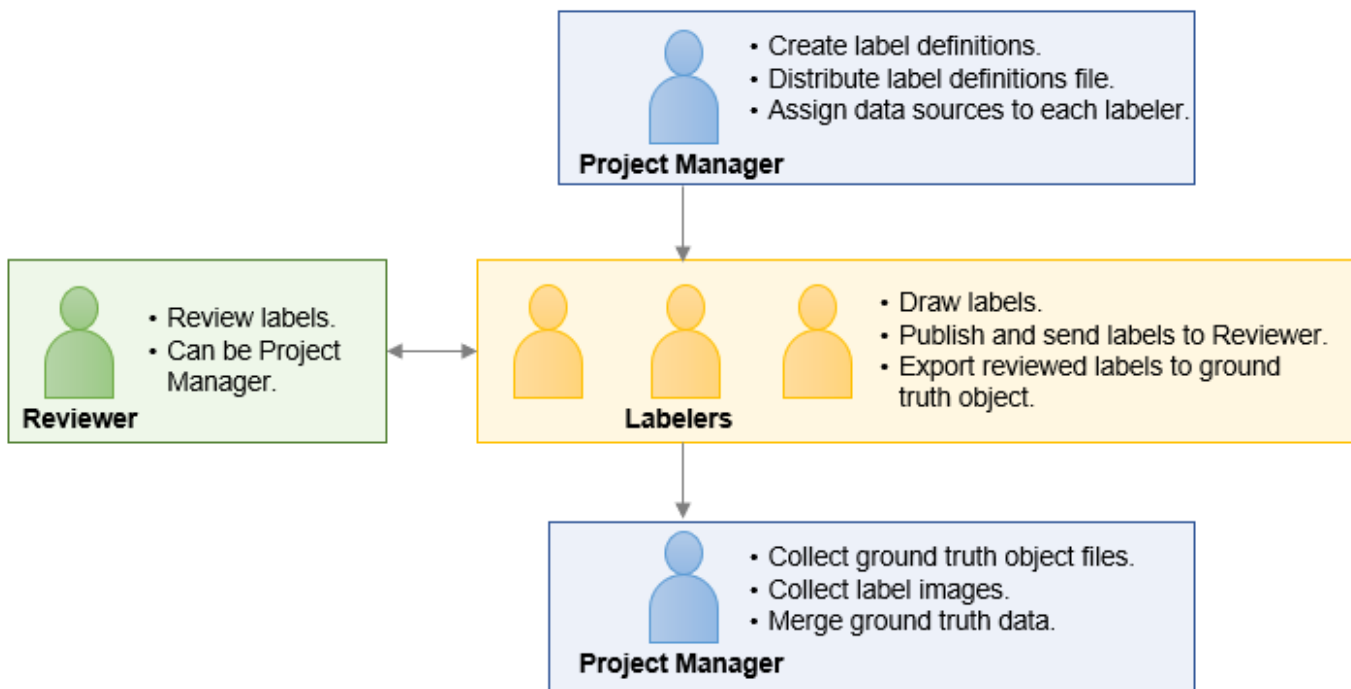 • Create label definitions.
• Distribute label definitions file.
• Assign data sources to each labeler.
Project Manager
• Review labels.
• Can be Project
Manager.
Reviewer
• Draw labels.
• Publish and send labels to Reviewer.
• Export reviewed labels to ground
truth object.
Labelers
• Collect ground truth object files.
• Collect label images.
• Merge ground truth data.
Project Manager